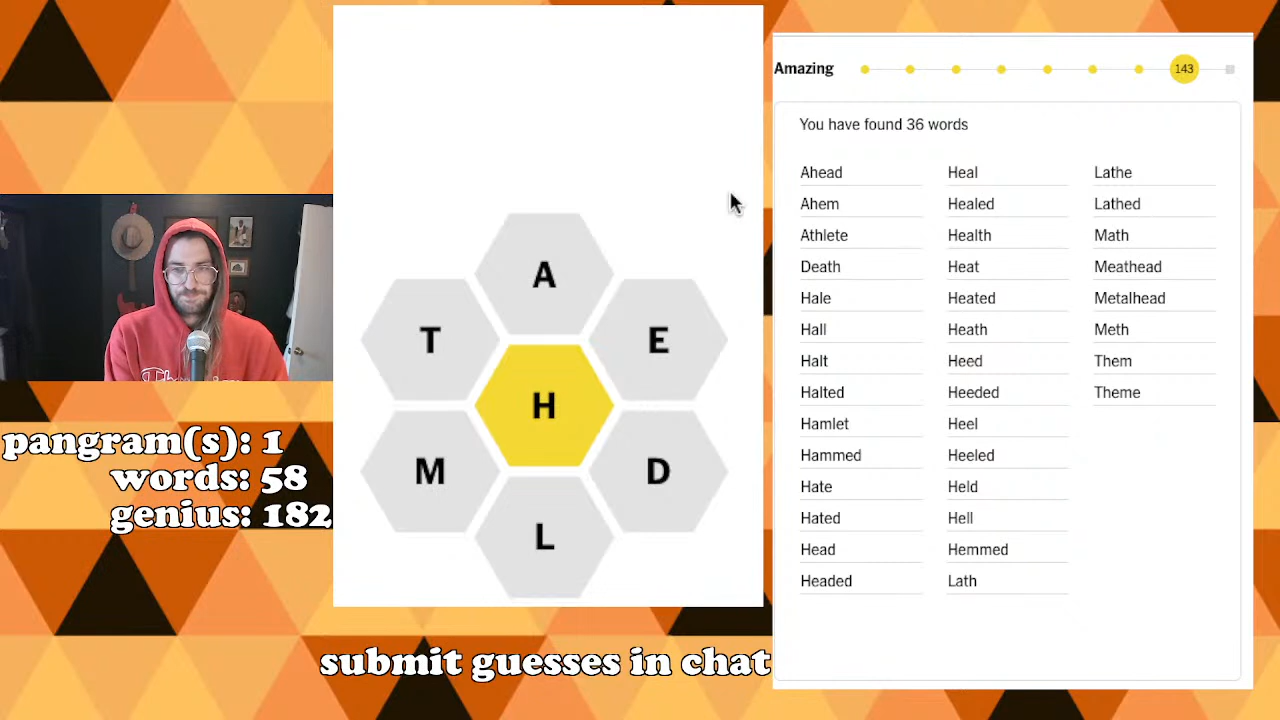 Amazing
143
You have found 36 words
Ahead
Ahem
Athlete
Death
Hale
Hall
Halt
Halted
Hamlet
Hammed
Hate
Hated
Head
Headed
Heal
Healed
Health
Heat
Heated
Heath
Heed
Heeded
Heel
Heeled
Held
Hell
Hemmed
Lath
Lathe
Lathed
Math
Meathead
Metalhead
Meth
Them
Theme
A
T
E
H
M
D
L
pangram(s): 1
words: 58
genius: 182
submit guesses in chat